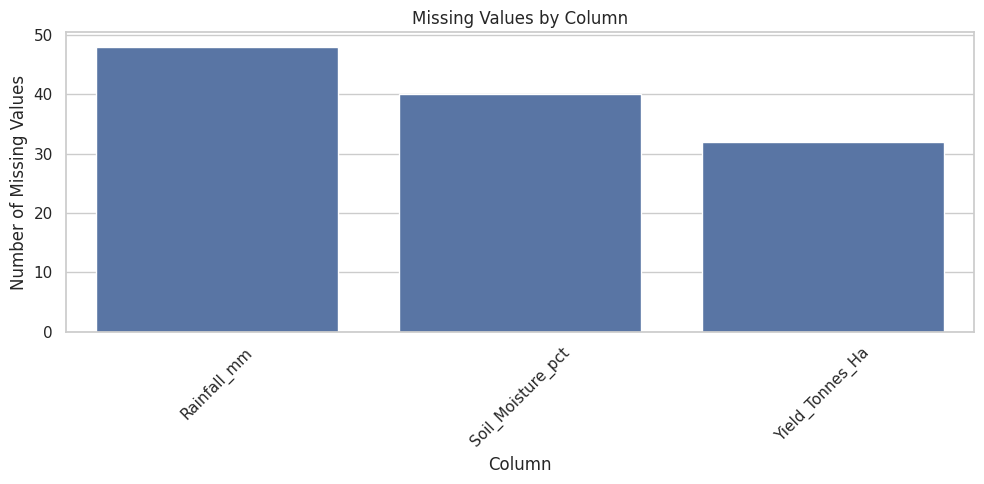 Missing Values by Column
Number of Missing Values
50
40
30
20
10
0
Rainfall_mm
Soil_Moisture_pct
Yield_Tonnes_Ha
Column